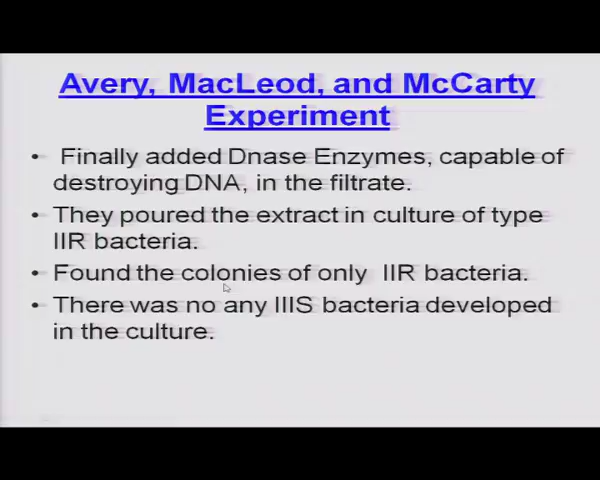 Avery, MacLeod, and McCarty
Experiment
• Finally added Dnase Enzymes, capable of
destroying DNA, in the filtrate.
• They poured the extract in culture of type
IIR bacteria.
• Found the colonies of only IIR bacteria.
• There was no any IIIS bacteria developed
in the culture.